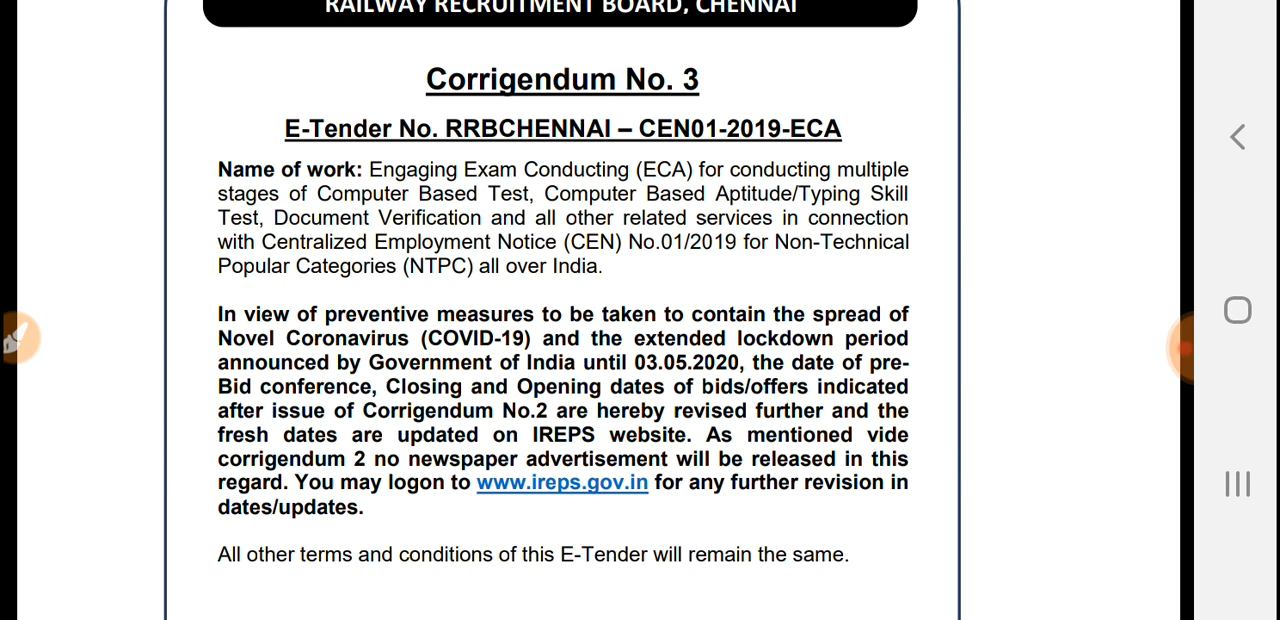 RAILWAY RECRUITMENT BOARD, CHENNAI
Corrigendum No. 3
E-Tender No. RRBCHENNAI – CEN01-2019-ECA
Name of work: Engaging Exam Conducting (ECA) for conducting multiple
stages of Computer Based Test, Computer Based Aptitude/Typing Skill
Test, Document Verification and all other related services in connection
with Centralized Employment Notice (CEN) No.01/2019 for Non-Technical
Popular Categories (NTPC) all over India.
In view of preventive measures to be taken to contain the spread of
Novel Coronavirus (COVID-19) and the extended lockdown period
announced by Government of India until 03.05.2020, the date of pre-
Bid conference, Closing and Opening dates of bids/offers indicated
after issue of Corrigendum No.2 are hereby revised further and the
fresh dates are updated on IREPS website. As mentioned vide
corrigendum 2 no newspaper advertisement will be released in this
regard. You may logon to www.ireps.gov.in for any further revision in
dates/updates.
All other terms and conditions of this E-Tender will remain the same.